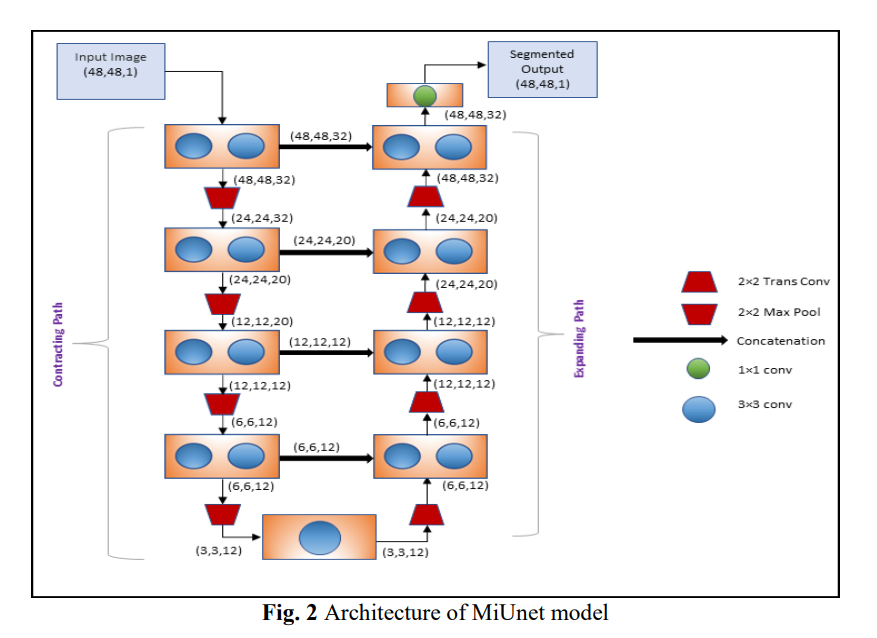 Input Image
(48,48,1)
Segmented
Output
(48,48,1)
(48,48,32)
(48,48,32)
(48,48,32)
(48,48,32)
(24,24,32)
(24,24,20)
(24,24,20)
(24,24,20)
(24,24,20)
(12,12,20)
(12,12,12)
(12,12,12)
(12,12,12)
(12,12,12)
(6,6,12)
(6,6,12)
(6,6,12)
(6,6,12)
(6,6,12)
(3,3,12)
(3,3,12)
Contracting Path
Expanding Path
2×2 Trans Conv
2×2 Max Pool
Concatenation
1×1 conv
3×3 conv
Fig. 2 Architecture of MiUnet model